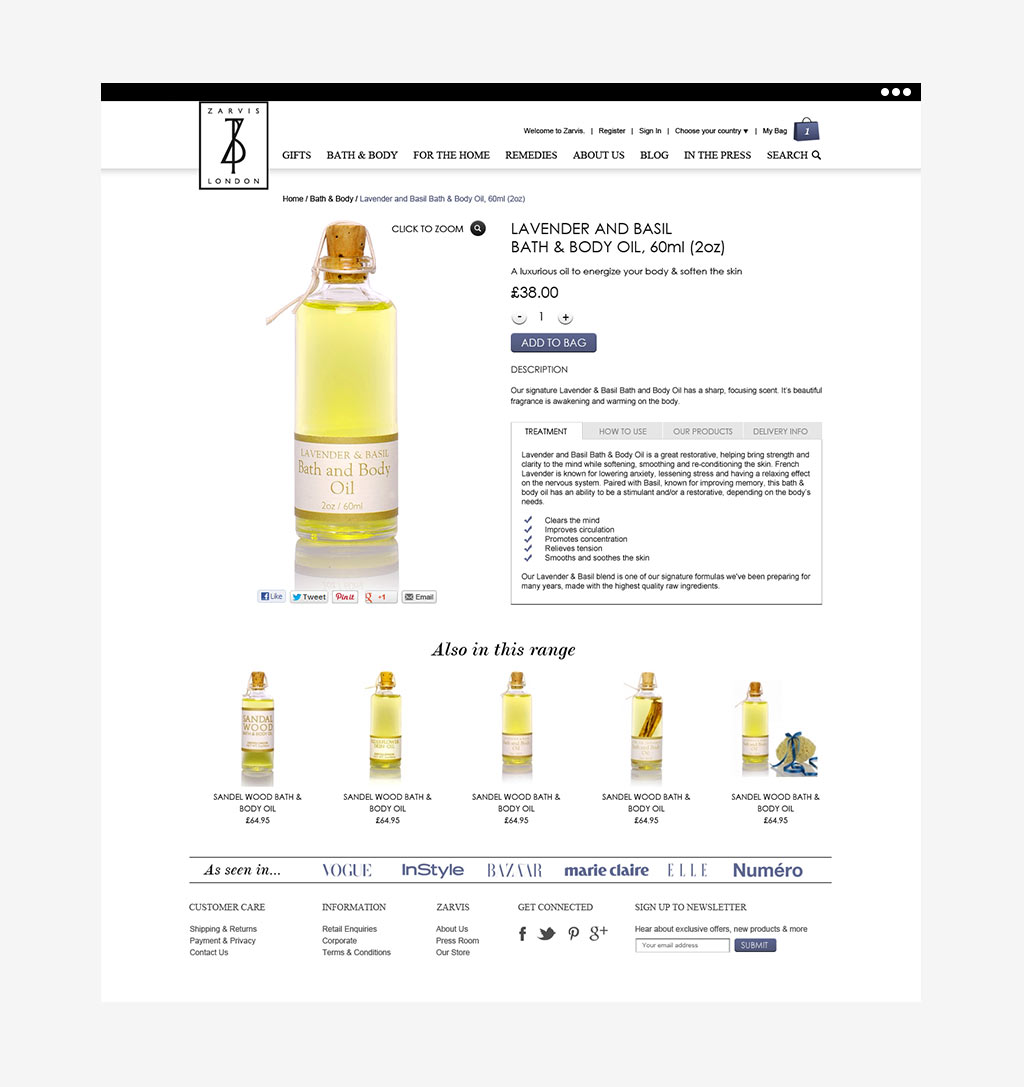 ZARVIS
LONDON
Welcome to Zarvis. | Register | Sign In | Choose your country ▼ | My Bag 1
GIFTS BATH & BODY FOR THE HOME REMEDIES ABOUT US BLOG IN THE PRESS SEARCH
Home / Bath & Body / Lavender and Basil Bath & Body Oil, 60ml (2oz)
CLICK TO ZOOM
LAVENDER & BASIL
Bath and Body
Oil
2oz / 60ml
Like Tweet Pinit +1 Email
LAVENDER AND BASIL
BATH & BODY OIL, 60ml (2oz)
A luxurious oil to energize your body & soften the skin
£38.00
- 1 +
ADD TO BAG
DESCRIPTION
Our signature Lavender & Basil Bath and Body Oil has a sharp, focusing scent. It's beautiful
fragrance is awakening and warming on the body.
TREATMENT HOW TO USE OUR PRODUCTS DELIVERY INFO
Lavender and Basil Bath & Body Oil is a great restorative, helping bring strength and
clarity to the mind while softening, smoothing and re-conditioning the skin. French
Lavender is known for lowering anxiety, lessening stress and having a relaxing effect
on the nervous system. Paired with Basil, known for improving memory, this bath &
body oil has an ability to be a stimulant and/or a restorative, depending on the body's
needs.
Clears the mind
Improves circulation
Promotes concentration
Relieves tension
Smooths and soothes the skin
Our Lavender & Basil blend is one of our signature formulas we've been preparing for
many years, made with the highest quality raw ingredients.
Also in this range
SANDAL
WOOD
BATH & BODY OIL
SKIN OIL
Bath and Body
Oil
SANDEL WOOD BATH &
BODY OIL
£64.95
SANDEL WOOD BATH &
BODY OIL
£64.95
SANDEL WOOD BATH &
BODY OIL
£64.95
SANDEL WOOD BATH &
BODY OIL
£64.95
SANDEL WOOD BATH &
BODY OIL
£64.95
As seen in... VOGUE InStyle BAZAAR marie claire ELLE Numéro
CUSTOMER CARE
Shipping & Returns
Payment & Privacy
Contact Us
INFORMATION
Retail Enquiries
Corporate
Terms & Conditions
ZARVIS
About Us
Press Room
Our Store
GET CONNECTED
SIGN UP TO NEWSLETTER
Hear about exclusive offers, new products & more
Your email address SUBMIT